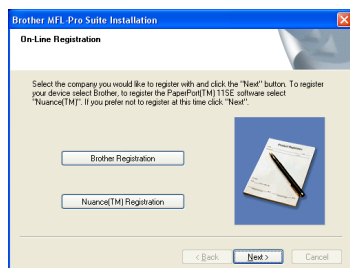 Brother MFL-Pro Suite Installation
On-Line Registration
Select the company you would like to register with and click the "Next" button. To register
your device select Brother, to register the PaperPort(TM) 11SE software select
"Nuance(TM)". If you prefer not to register at this time click "Next".
Product Registration
Brother Registration
Nuance(TM) Registration
< Back
Next >
Cancel